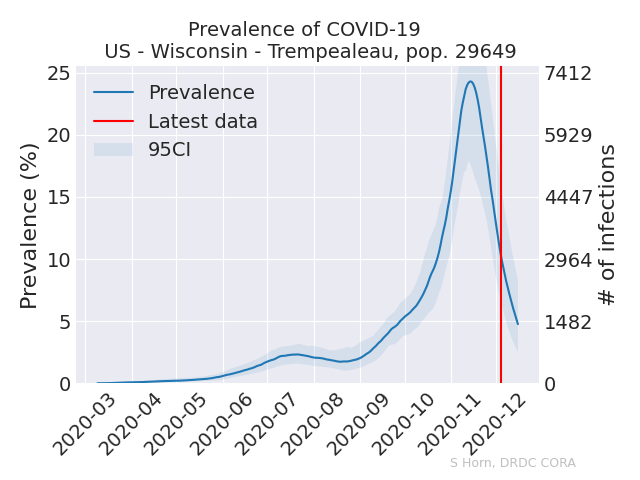 Prevalence of COVID-19
US - Wisconsin - Trempealeau, pop. 29649
Prevalence
Latest data
95CI
Prevalence (%)
25
20
15
10
5
0
7412
5929
4447
2964
1482
0
# of infections
2020-03
2020-04
2020-05
2020-06
2020-07
2020-08
2020-09
2020-10
2020-11
2020-12
S Horn, DRDC CORA